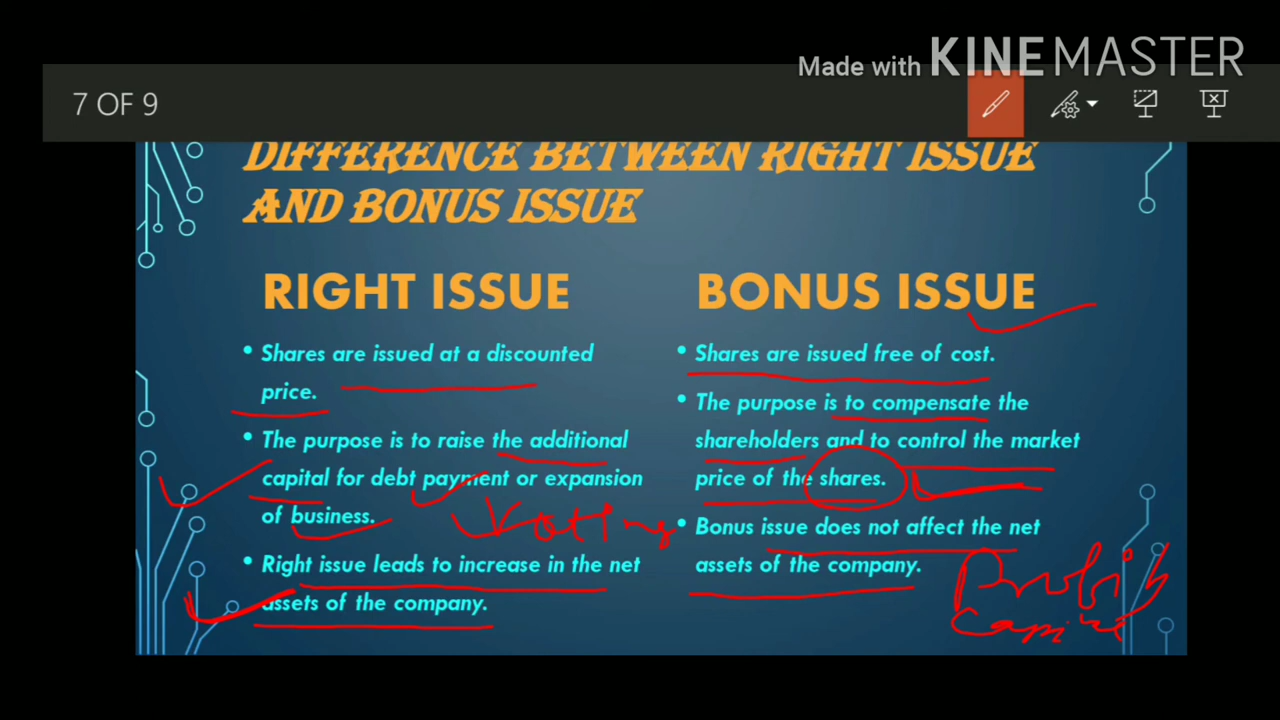 Made with KINEMASTER
7 OF 9
DIFFERENCE BETWEEN RIGHT ISSUE
AND BONUS ISSUE
RIGHT ISSUE
• Shares are issued at a discounted
price.
• The purpose is to raise the additional
capital for debt payment or expansion
of business.
• Right issue leads to increase in the net
assets of the company.
BONUS ISSUE
• Shares are issued free of cost.
• The purpose is to compensate the
shareholders and to control the market
price of the shares.
• Bonus issue does not affect the net
assets of the company.